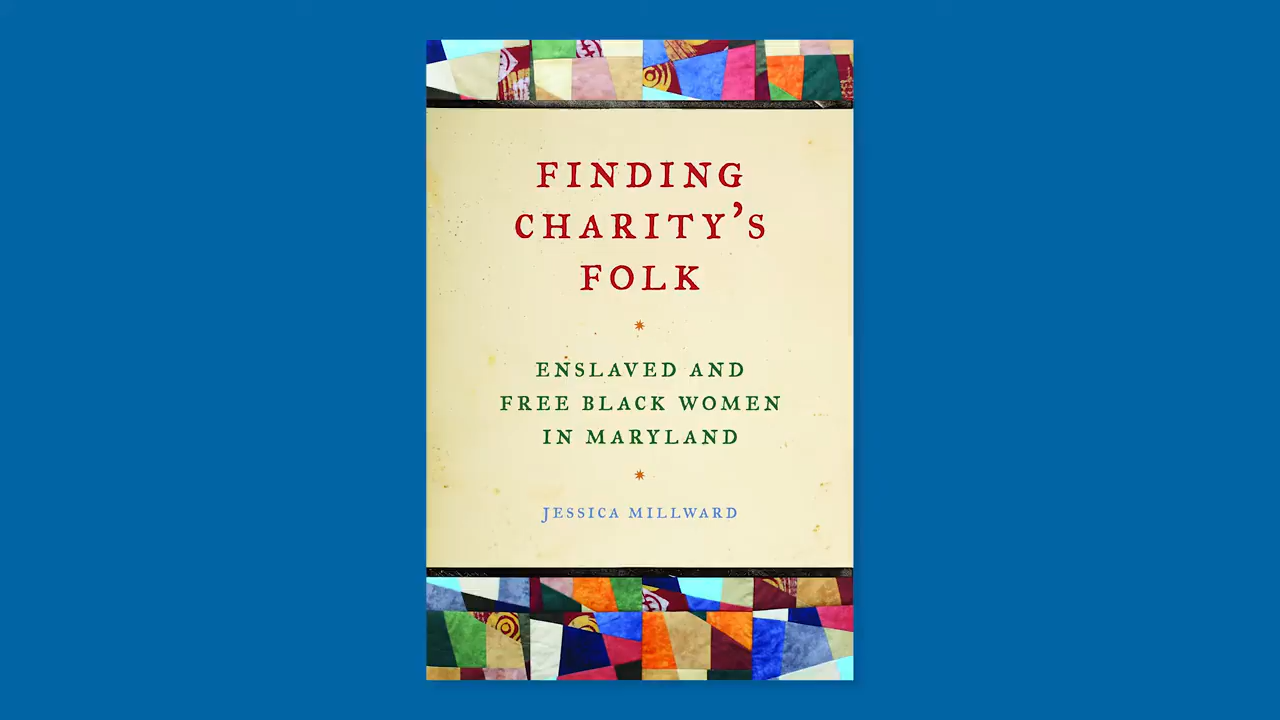 FINDING
CHARITY'S
FOLK
ENSLAVED AND
FREE BLACK WOMEN
IN MARYLAND
JESSICA MILLWARD